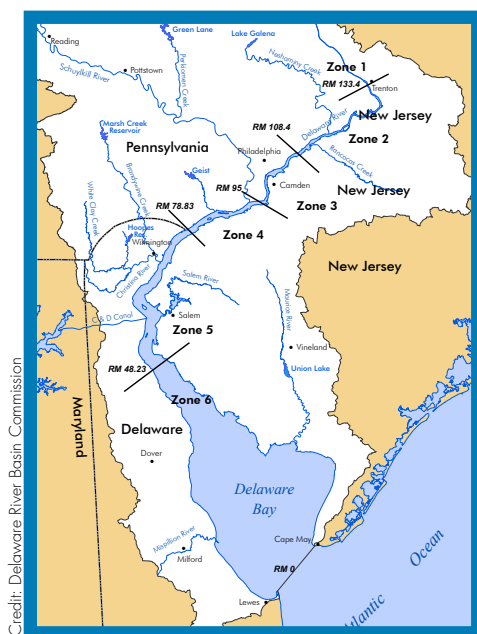 Green Lane
Lake Galena
Reading
Neshaminy Creek
Zone 1
Schuylkill River
Pottstown
Perkiomen Creek
RM 133.4
Trenton
New Jersey
Marsh Creek
Reservoir
RM 108.4
Delaware River
Zone 2
Pennsylvania
Philadelphia
Rancocas Creek
Geist
Camden
New Jersey
White Clay Creek
Brandywine Creek
RM 95
Zone 3
RM 78.83
Hoopes
Res.
Zone 4
Wilmington
New Jersey
Christina River
Salem River
Maurice River
C & D Canal
Salem
Zone 5
Vineland
RM 48.23
Union Lake
Zone 6
Maryland
Delaware
Dover
Delaware
Bay
Mispillion River
Cape May
Milford
RM 0
Ocean
Lewes
tlantic
Credit: Delaware River Basin Commission